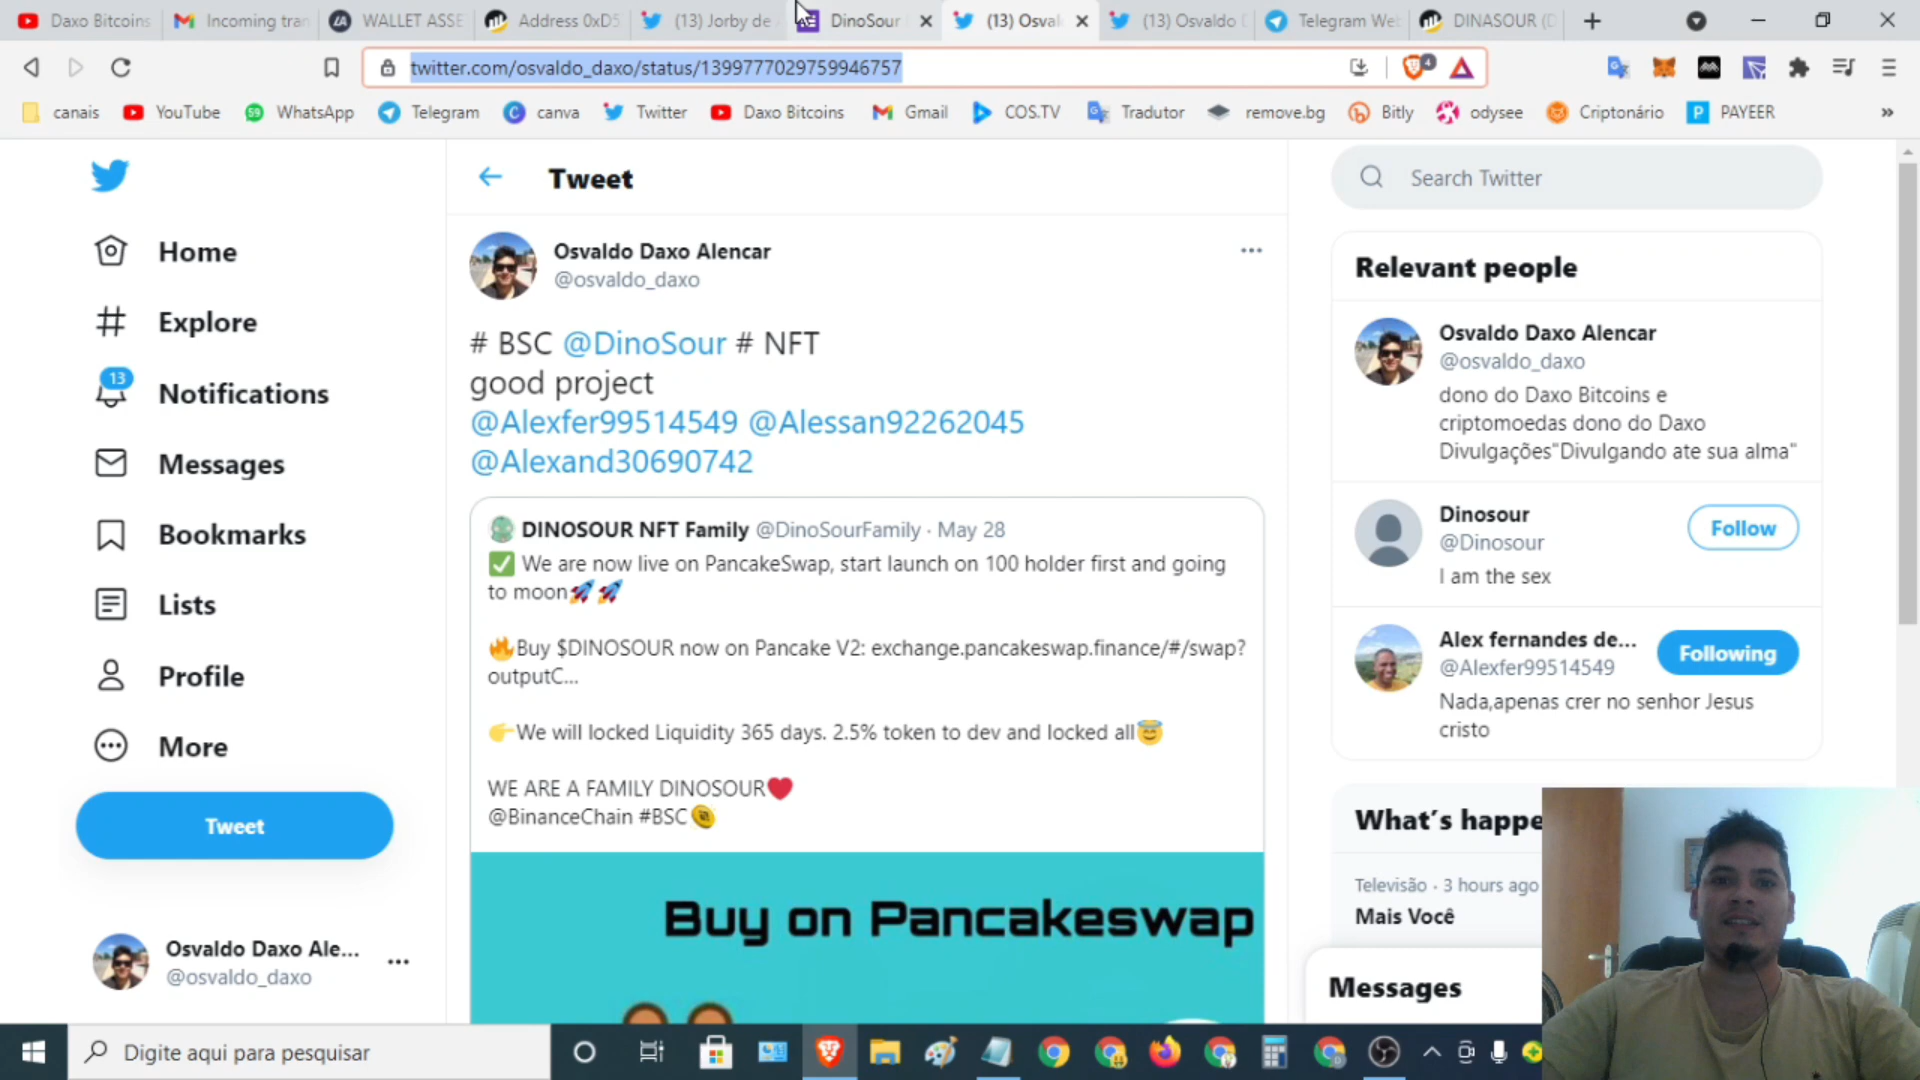 Daxo Bitcoins
Incoming tran
WALLET ASSE
Address 0xD5
(13) Jorby de
DinoSour
(13) Osval
(13) Osvaldo D
Telegram Web
DINASOUR (D
twitter.com/osvaldo_daxo/status/1399777029759946757
4
canais
YouTube
59
WhatsApp
Telegram
canva
Twitter
Daxo Bitcoins
Gmail
COS.TV
Tradutor
remove.bg
Bitly
odysee
Criptonário
PAYEER
»
Home
Explore
13
Notifications
Messages
Bookmarks
Lists
Profile
More
Tweet
Osvaldo Daxo Ale...
@osvaldo_daxo
Tweet
Osvaldo Daxo Alencar
@osvaldo_daxo
# BSC @DinoSour # NFT
good project
@Alexfer99514549 @Alessan92262045
@Alexand30690742
DINOSOUR NFT Family @DinoSourFamily · May 28
✅ We are now live on PancakeSwap, start launch on 100 holder first and going
to moon🚀🚀
🔥Buy $DINOSOUR now on Pancake V2: exchange.pancakeswap.finance/#/swap?
outputC...
👉We will locked Liquidity 365 days. 2.5% token to dev and locked all😇
WE ARE A FAMILY DINOSOUR❤️
@BinanceChain #BSC
Buy on Pancakeswap
Search Twitter
Relevant people
Osvaldo Daxo Alencar
@osvaldo_daxo
dono do Daxo Bitcoins e
criptomoedas dono do Daxo
Divulgações"Divulgando ate sua alma"
Dinosour
@Dinosour
Follow
I am the sex
Alex fernandes de...
@Alexfer99514549
Following
Nada,apenas crer no senhor Jesus
cristo
What's happe
Televisão · 3 hours ago
Mais Você
Messages
Digite aqui para pesquisar